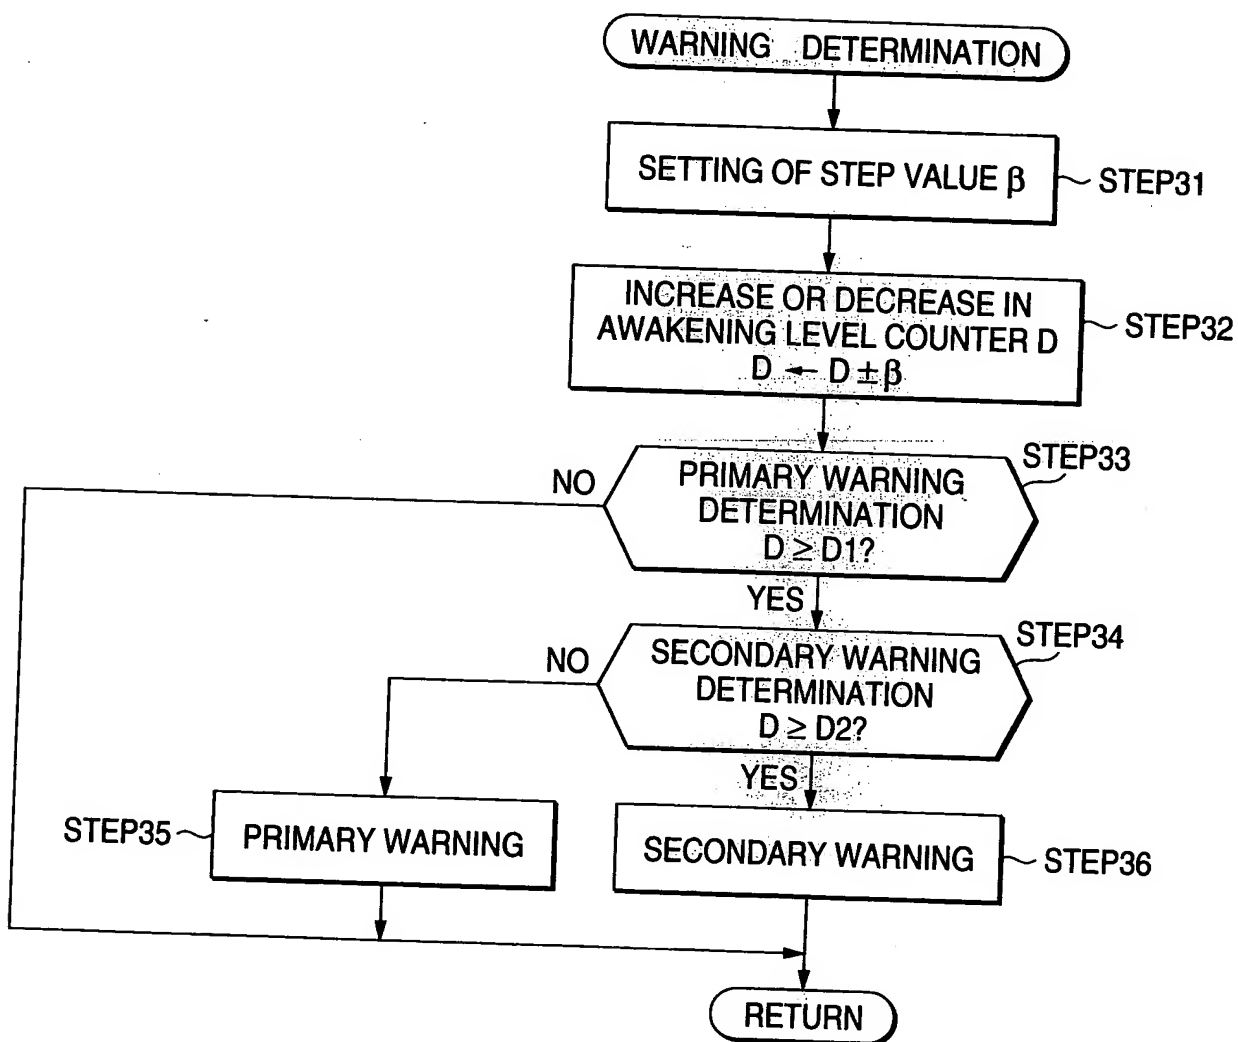 WARNING DETERMINATION
SETTING OF STEP VALUE β
STEP31
INCREASE OR DECREASE IN
AWAKENING LEVEL COUNTER D
D ← D ± β
STEP32
PRIMARY WARNING
DETERMINATION
D ≥ D1?
STEP33
NO
YES
SECONDARY WARNING
DETERMINATION
D ≥ D2?
STEP34
NO
YES
STEP35
PRIMARY WARNING
SECONDARY WARNING
STEP36
RETURN